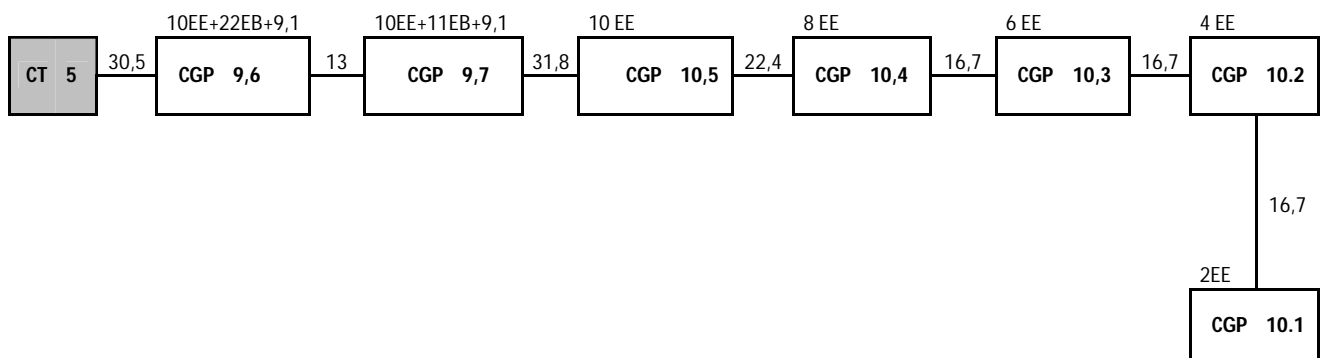 10EE+22EB+9,1 10EE+11EB+9,1 10 EE 8 EE 6 EE 4 EE
CT 5 30,5 CGP 9,6 13 CGP 9,7 31,8 CGP 10,5 22,4 CGP 10,4 16,7 CGP 10,3 16,7 CGP 10.2
16,7
2EE
CGP 10.1